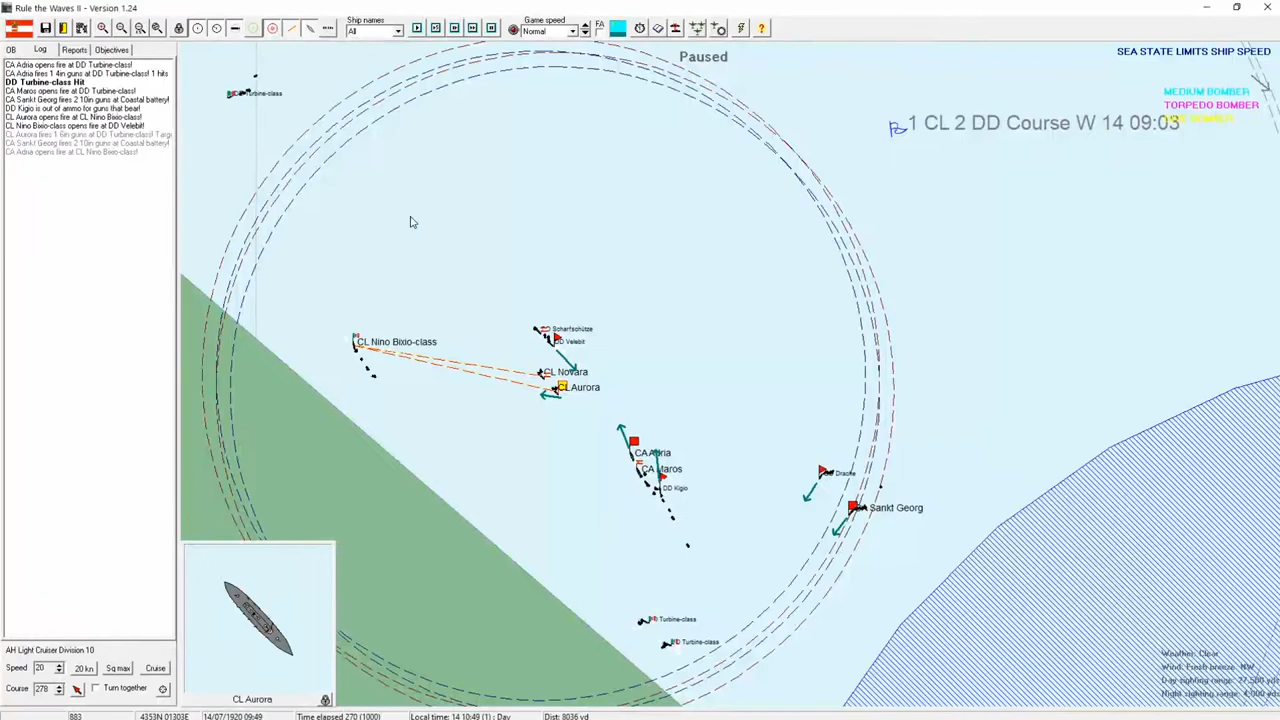 Rule the Waves II - Version 1.24
Ship names
All
Game speed
Normal
FA
OB Log Reports Objectives
CA Adria opens fire at DD Turbine-class!
CA Adria fires 1 4in guns at DD Turbine-class! 1 hits
DD Turbine-class Hit
CA Maros opens fire at DD Turbine-class!
CA Sankt Georg fires 2 10in guns at Coastal battery!
DD Kigio is out of ammo for guns that bear!
CL Aurora opens fire at CL Nino Bixio-class!
CL Nino Bixio-class opens fire at DD Velebit!
CL Aurora fires 1 6in guns at DD Turbine-class! Targ
CA Sankt Georg fires 2 10in guns at Coastal battery!
CA Adria opens fire at CL Nino Bixio-class!
Paused
SEA STATE LIMITS SHIP SPEED
MEDIUM BOMBER
TORPEDO BOMBER
1 CL 2 DD Course W 14 09:03
Turbine-class
CL Nino Bixio-class
Scharfschütze
DD Velebit
CL Novara
CL Aurora
CA Adria
CA Maros
DD Kigio
DD Drache
CA Sankt Georg
Turbine-class
Turbine-class
AH Light Cruiser Division 10
Speed 20 20 kn Sq max Cruise
Course 278 Turn together
CL Aurora
Weather: Clear
Wind: Fresh breeze NW
883 4353N 01303E 14/07/1920 09:49 Time elapsed 270 (1000) Local time: 14 10:49 (1) : Day Dist: 8036 yd